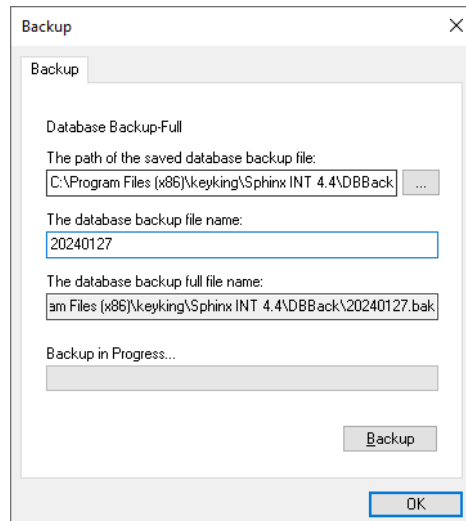 Backup
Backup
Database Backup-Full
The path of the saved database backup file:
C:\Program Files (x86)\keyking\Sphinx INT 4.4\DBBack
...
The database backup file name:
20240127
The database backup full file name:
am Files (x86)\keyking\Sphinx INT 4.4\DBBack\20240127.bak
Backup in Progress...
Backup
OK